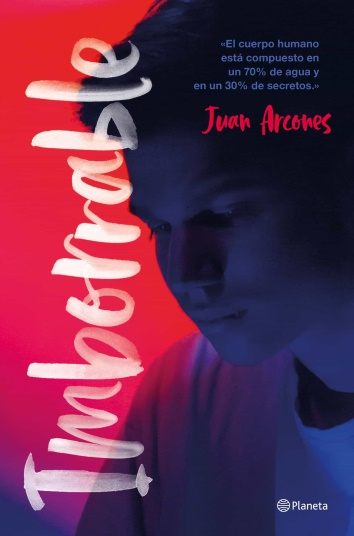 «El cuerpo humano
está compuesto en
un 70% de agua y
en un 30% de secretos.»
Juan Arcones
Imborrable
Planeta